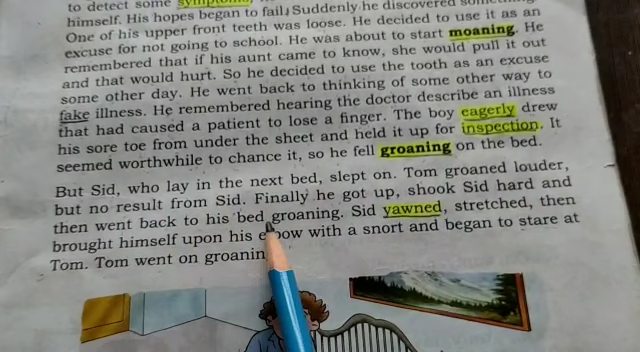 to detect some symptoms, he
himself. His hopes began to fail. Suddenly he discovered something.
One of his upper front teeth was loose. He decided to use it as an
excuse for not going to school. He was about to start moaning. He
remembered that if his aunt came to know, she would pull it out
and that would hurt. So he decided to use the tooth as an excuse
some other day. He went back to thinking of some other way to
fake illness. He remembered hearing the doctor describe an illness
that had caused a patient to lose a finger. The boy eagerly drew
his sore toe from under the sheet and held it up for inspection. It
seemed worthwhile to chance it, so he fell groaning on the bed.
But Sid, who lay in the next bed, slept on. Tom groaned louder,
but no result from Sid. Finally he got up, shook Sid hard and
then went back to his bed groaning. Sid yawned, stretched, then
brought himself upon his elbow with a snort and began to stare at
Tom. Tom went on groanin